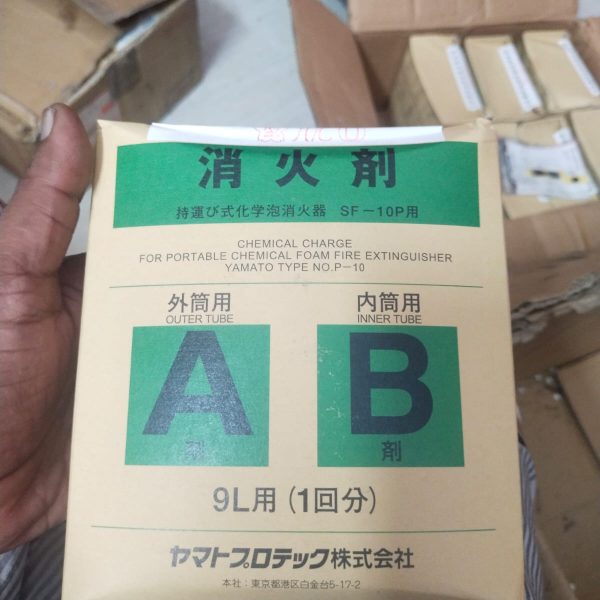 消火剤
持運び式化学泡消火器 SF－10P用
CHEMICAL CHARGE
FOR PORTABLE CHEMICAL FOAM FIRE EXTINGUISHER
YAMATO TYPE NO.P－10
外筒用
OUTER TUBE
A
剤
内筒用
INNER TUBE
B
剤
9L用（1回分）
ヤマトプロテック株式会社
本社：東京都港区白金台5-17-2